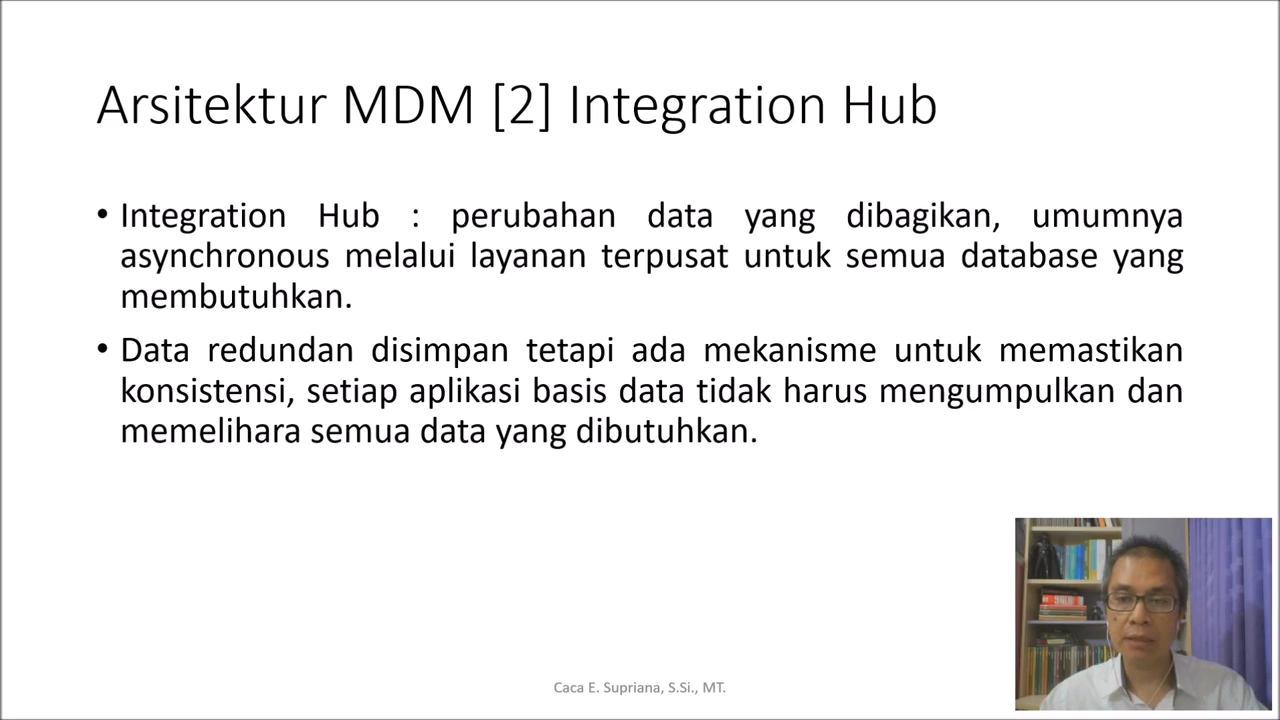 Arsitektur MDM [2] Integration Hub
• Integration Hub : perubahan data yang dibagikan, umumnya
asynchronous melalui layanan terpusat untuk semua database yang
membutuhkan.
• Data redundan disimpan tetapi ada mekanisme untuk memastikan
konsistensi, setiap aplikasi basis data tidak harus mengumpulkan dan
memelihara semua data yang dibutuhkan.
Caca E. Supriana, S.Si., MT.